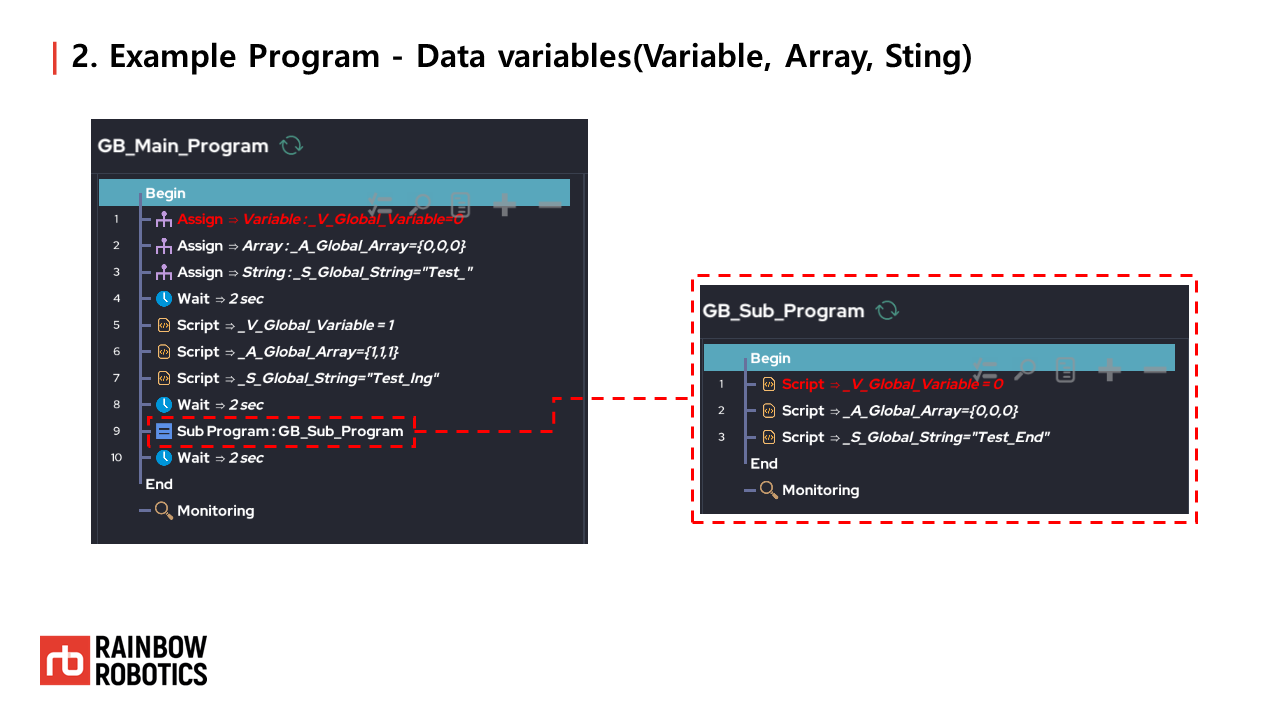 2. Example Program - Data variables(Variable, Array, Sting)
GB_Main_Program
Begin
1 Assign ⇒ Variable : _V_Global_Variable=0
2 Assign ⇒ Array : _A_Global_Array={0,0,0}
3 Assign ⇒ String : _S_Global_String="Test_"
4 Wait ⇒ 2 sec
5 Script ⇒ _V_Global_Variable = 1
6 Script ⇒ _A_Global_Array={1,1,1}
7 Script ⇒ _S_Global_String="Test_Ing"
8 Wait ⇒ 2 sec
9 Sub Program : GB_Sub_Program
10 Wait ⇒ 2 sec
End
Monitoring
GB_Sub_Program
Begin
1 Script ⇒ _V_Global_Variable = 0
2 Script ⇒ _A_Global_Array={0,0,0}
3 Script ⇒ _S_Global_String="Test_End"
End
Monitoring
rb RAINBOW
ROBOTICS